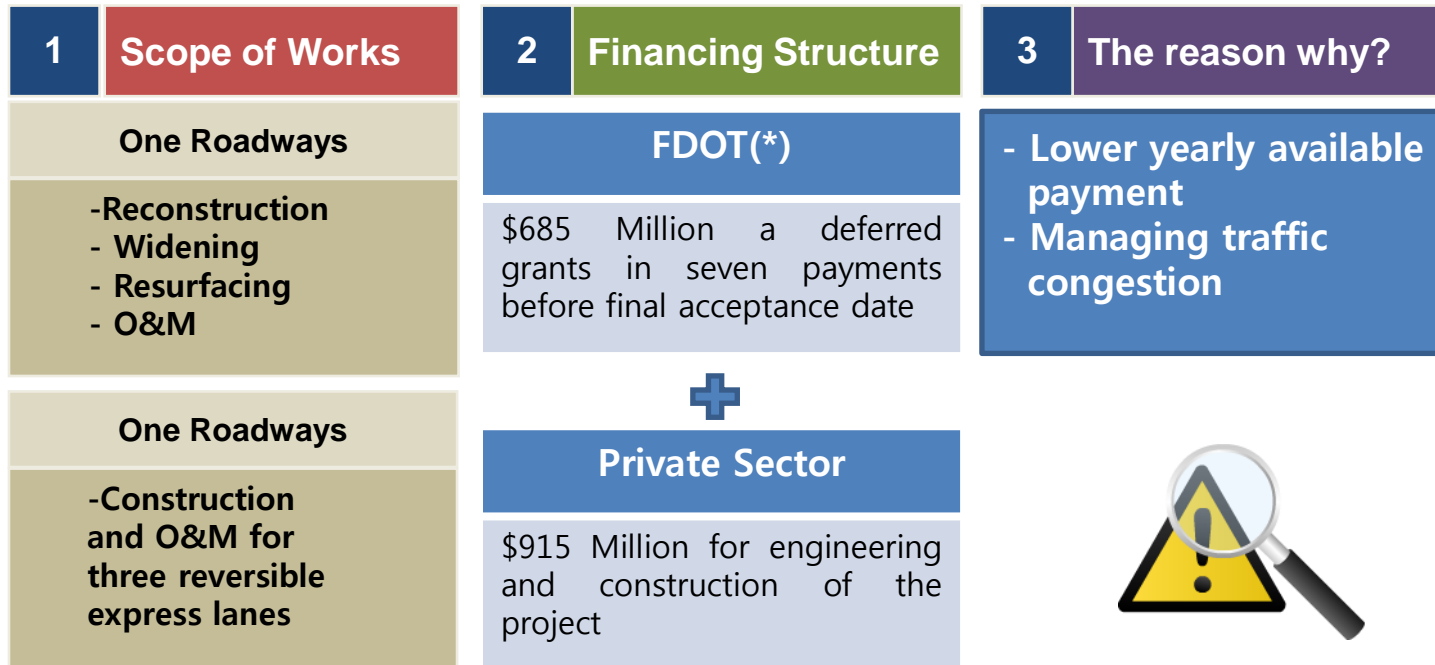 1 Scope of Works
One Roadways
-Reconstruction
- Widening
- Resurfacing
- O&M
One Roadways
-Construction
and O&M for
three reversible
express lanes
2 Financing Structure
FDOT(*)
$685 Million a deferred
grants in seven payments
before final acceptance date
Private Sector
$915 Million for engineering
and construction of the
project
3 The reason why?
- Lower yearly available
payment
- Managing traffic
congestion